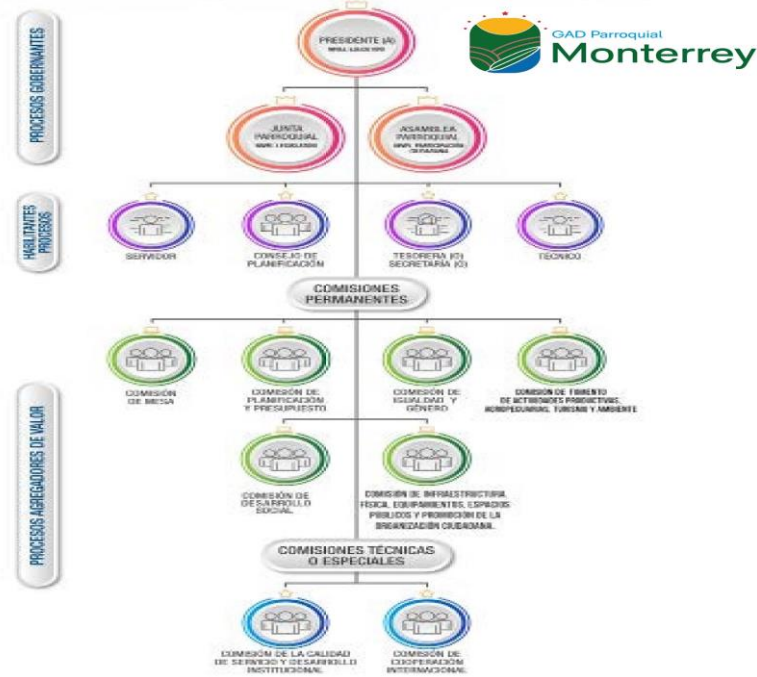 GAD Parroquial
Monterrey
PROCESOS GOBERNANTES
PRESIDENTE (A)
JUNTA
PARROQUIAL
ASAMBLEA
PARROQUIAL
HABILITANTES
PROCESOS
SERVIDOR
CONSEJO DE
PLANIFICACIÓN
TESORERA (O)
SECRETARÍA (O)
TÉCNICO
COMISIONES
PERMANENTES
PROCESOS AGREGADORES DE VALOR
COMISIÓN
DE MESA
COMISIÓN DE
PLANIFICACIÓN
Y PRESUPUESTO
COMISIÓN DE
IGUALDAD Y
GÉNERO
COMISIÓN DE FOMENTO
DE ACTIVIDADES PRODUCTIVAS,
AGROPECUARIAS, TURISMO Y AMBIENTE
COMISIÓN DE
DESARROLLO
SOCIAL
COMISIÓN DE INFRAESTRUCTURA
FÍSICA, EQUIPAMIENTOS, ESPACIOS
PÚBLICOS Y PROMOCIÓN DE LA
ORGANIZACIÓN CIUDADANA.
COMISIONES TÉCNICAS
O ESPECIALES
COMISIÓN DE LA CALIDAD
DE SERVICIO Y DESARROLLO
INSTITUCIONAL
COMISIÓN DE
COOPERACIÓN
INTERNACIONAL